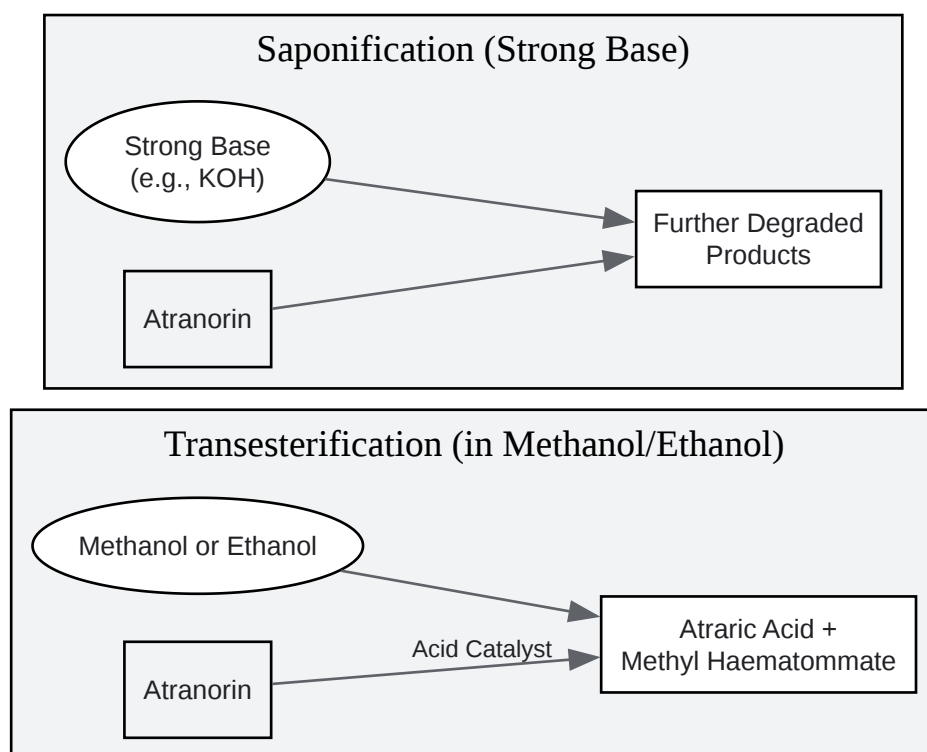 Saponification (Strong Base)
Strong Base
(e.g., KOH)
Further Degraded
Products
Atranorin
Transesterification (in Methanol/Ethanol)
Methanol or Ethanol
Atraric Acid +
Methyl Haematommate
Acid Catalyst
Atranorin